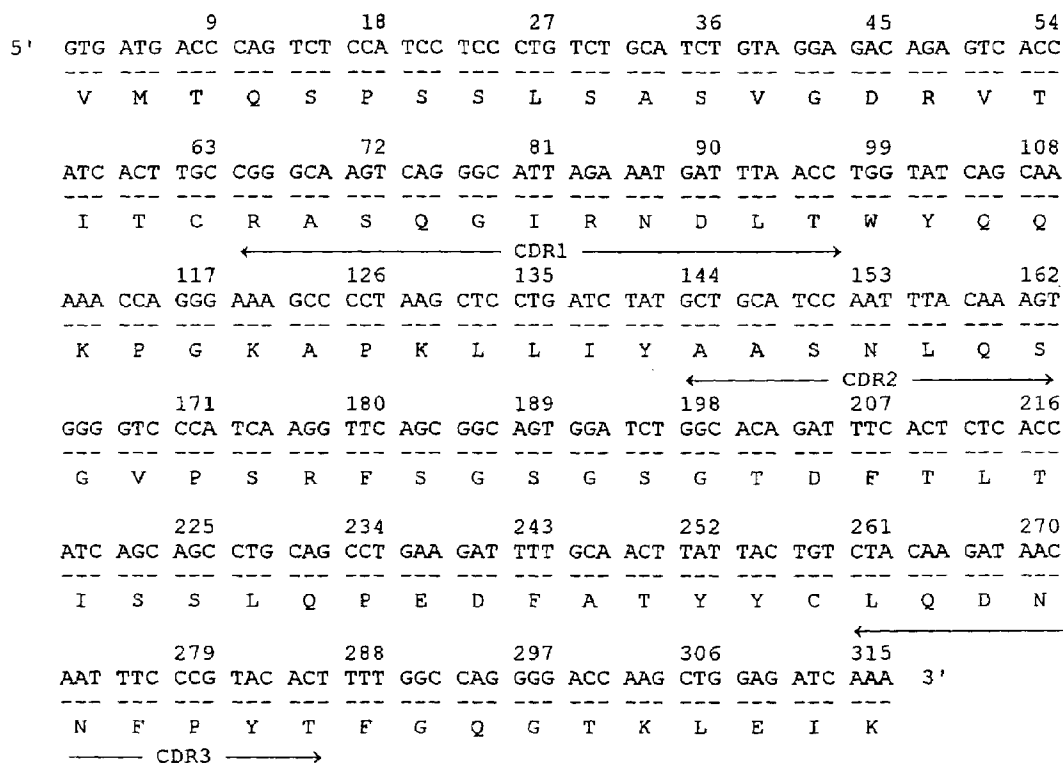 9 18 27 36 45 54
5' GTG ATG ACC CAG TCT CCA TCC TCC CTG TCT GCA TCT GTA GGA GAC AGA GTC ACC
--- --- --- --- --- --- --- --- --- --- --- --- --- --- --- --- --- ---
V M T Q S P S S L S A S V G D R V T
63 72 81 90 99 108
ATC ACT TGC CGG GCA AGT CAG GGC ATT AGA AAT GAT TTA ACC TGG TAT CAG CAA
--- --- --- --- --- --- --- --- --- --- --- --- --- --- --- --- --- ---
I T C R A S Q G I R N D L T W Y Q Q
CDR1
117 126 135 144 153 162
AAA CCA GGG AAA GCC CCT AAG CTC CTG ATC TAT GCT GCA TCC AAT TTA CAA AGT
--- --- --- --- --- --- --- --- --- --- --- --- --- --- --- --- --- ---
K P G K A P K L L I Y A A S N L Q S
CDR2
171 180 189 198 207 216
GGG GTC CCA TCA AGG TTC AGC GGC AGT GGA TCT GGC ACA GAT TTC ACT CTC ACC
--- --- --- --- --- --- --- --- --- --- --- --- --- --- --- --- --- ---
G V P S R F S G S G S G T D F T L T
225 234 243 252 261 270
ATC AGC AGC CTG CAG CCT GAA GAT TTT GCA ACT TAT TAC TGT CTA CAA GAT AAC
--- --- --- --- --- --- --- --- --- --- --- --- --- --- --- --- --- ---
I S S L Q P E D F A T Y Y C L Q D N
279 288 297 306 315
AAT TTC CCG TAC ACT TTT GGC CAG GGG ACC AAG CTG GAG ATC AAA 3'
--- --- --- --- --- --- --- --- --- --- --- --- --- --- ---
N F P Y T F G Q G T K L E I K
CDR3